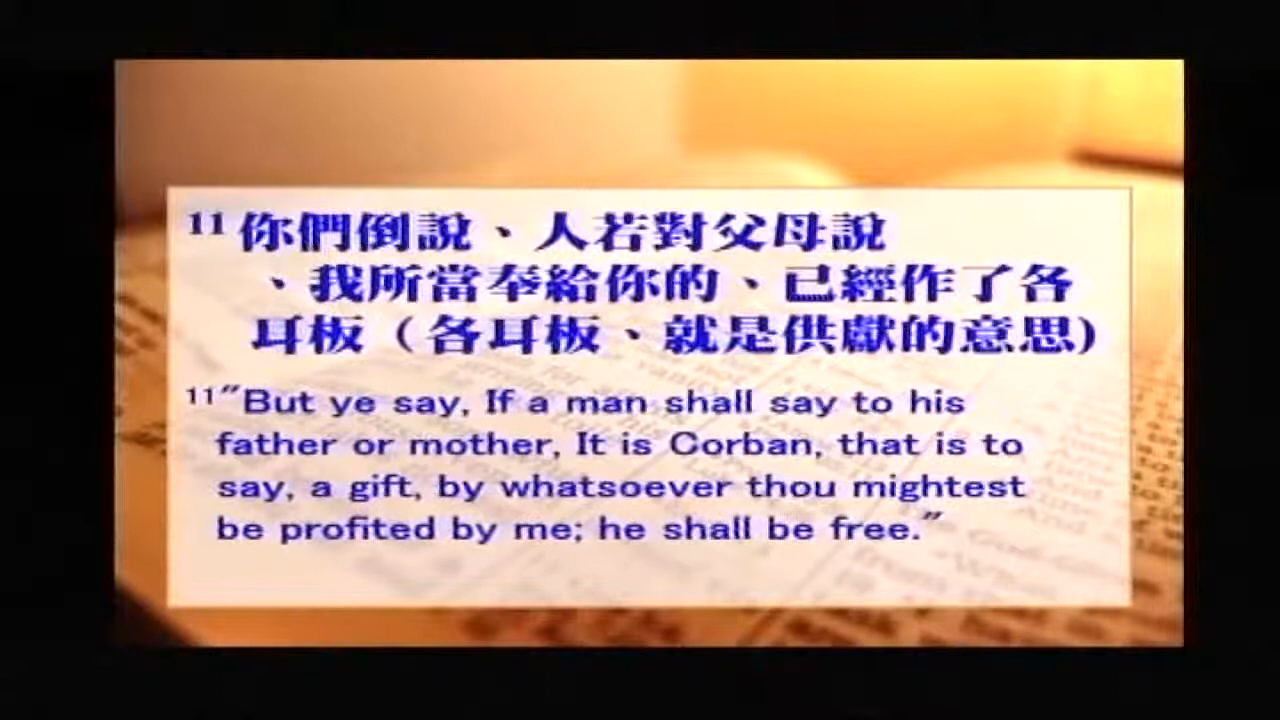 11 你們倒說、人若對父母說
、我所當奉給你的、已經作了各
耳板（各耳板、就是供獻的意思)
11"But ye say, If a man shall say to his
father or mother, It is Corban, that is to
say, a gift, by whatsoever thou mightest
be profited by me; he shall be free."